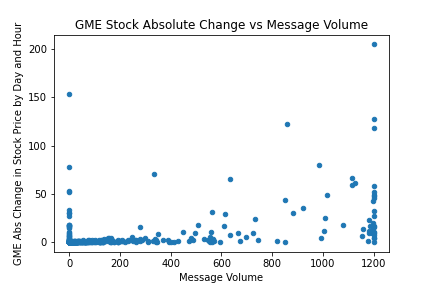 GME Stock Absolute Change vs Message Volume
GME Abs Change in Stock Price by Day and Hour
200
150
100
50
0
0 200 400 600 800 1000 1200
Message Volume